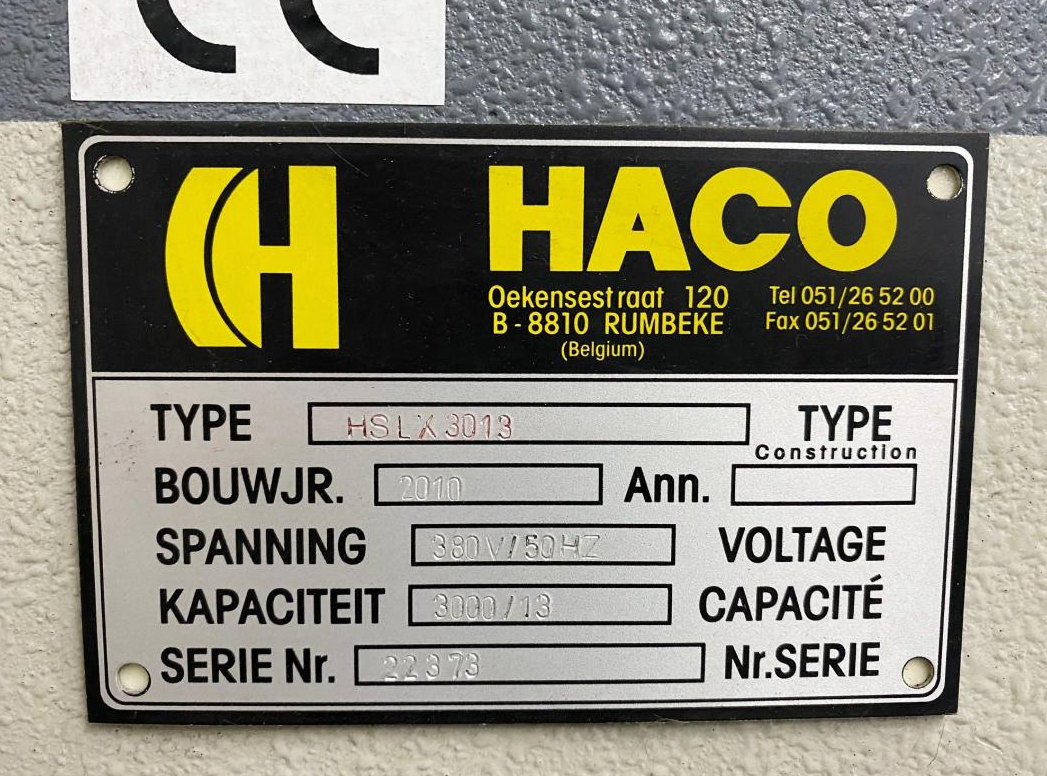 HACO
Oekensestraat 120 Tel 051/26 52 00
B - 8810 RUMBEKE Fax 051/26 52 01
(Belgium)
TYPE HSLX 3013 TYPE
Construction
BOUWJR. 2010 Ann.
SPANNING 380V/50HZ VOLTAGE
KAPACITEIT 3000/13 CAPACITÉ
SERIE Nr. 22373 Nr.SERIE